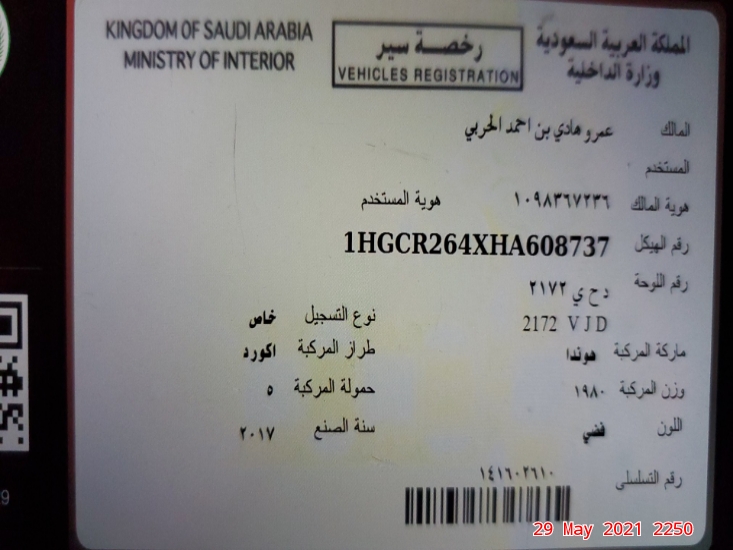 KINGDOM OF SAUDI ARABIA
MINISTRY OF INTERIOR
رخصة سير
VEHICLES REGISTRATION
المملكة العربية السعودية
وزارة الداخلية
المالك عمرو هادي بن احمد الحربي
المستخدم
هوية المالك ١٠٩٨٣٦٧٢٣٦ هوية المستخدم
رقم الهيكل 1HGCR264XHA608737
رقم اللوحة د ح ي ٢١٧٢
2172 V J D نوع التسجيل خاص
ماركة المركبة هوندا طراز المركبة اكورد
وزن المركبة ١٩٨٠ حمولة المركبة ٥
اللون فضي سنة الصنع ٢٠١٧
رقم التسلسلي ١٤١٦٠٢٦١٠
29 May 2021 2250